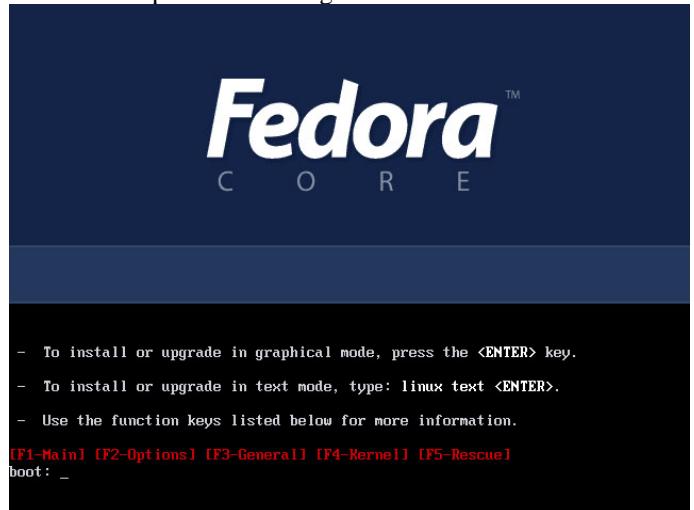 Fedora™
CORE
- To install or upgrade in graphical mode, press the <ENTER> key.
- To install or upgrade in text mode, type: linux text <ENTER>.
- Use the function keys listed below for more information.
[F1-Main] [F2-Options] [F3-General] [F4-Kernel] [F5-Rescue]
boot: _